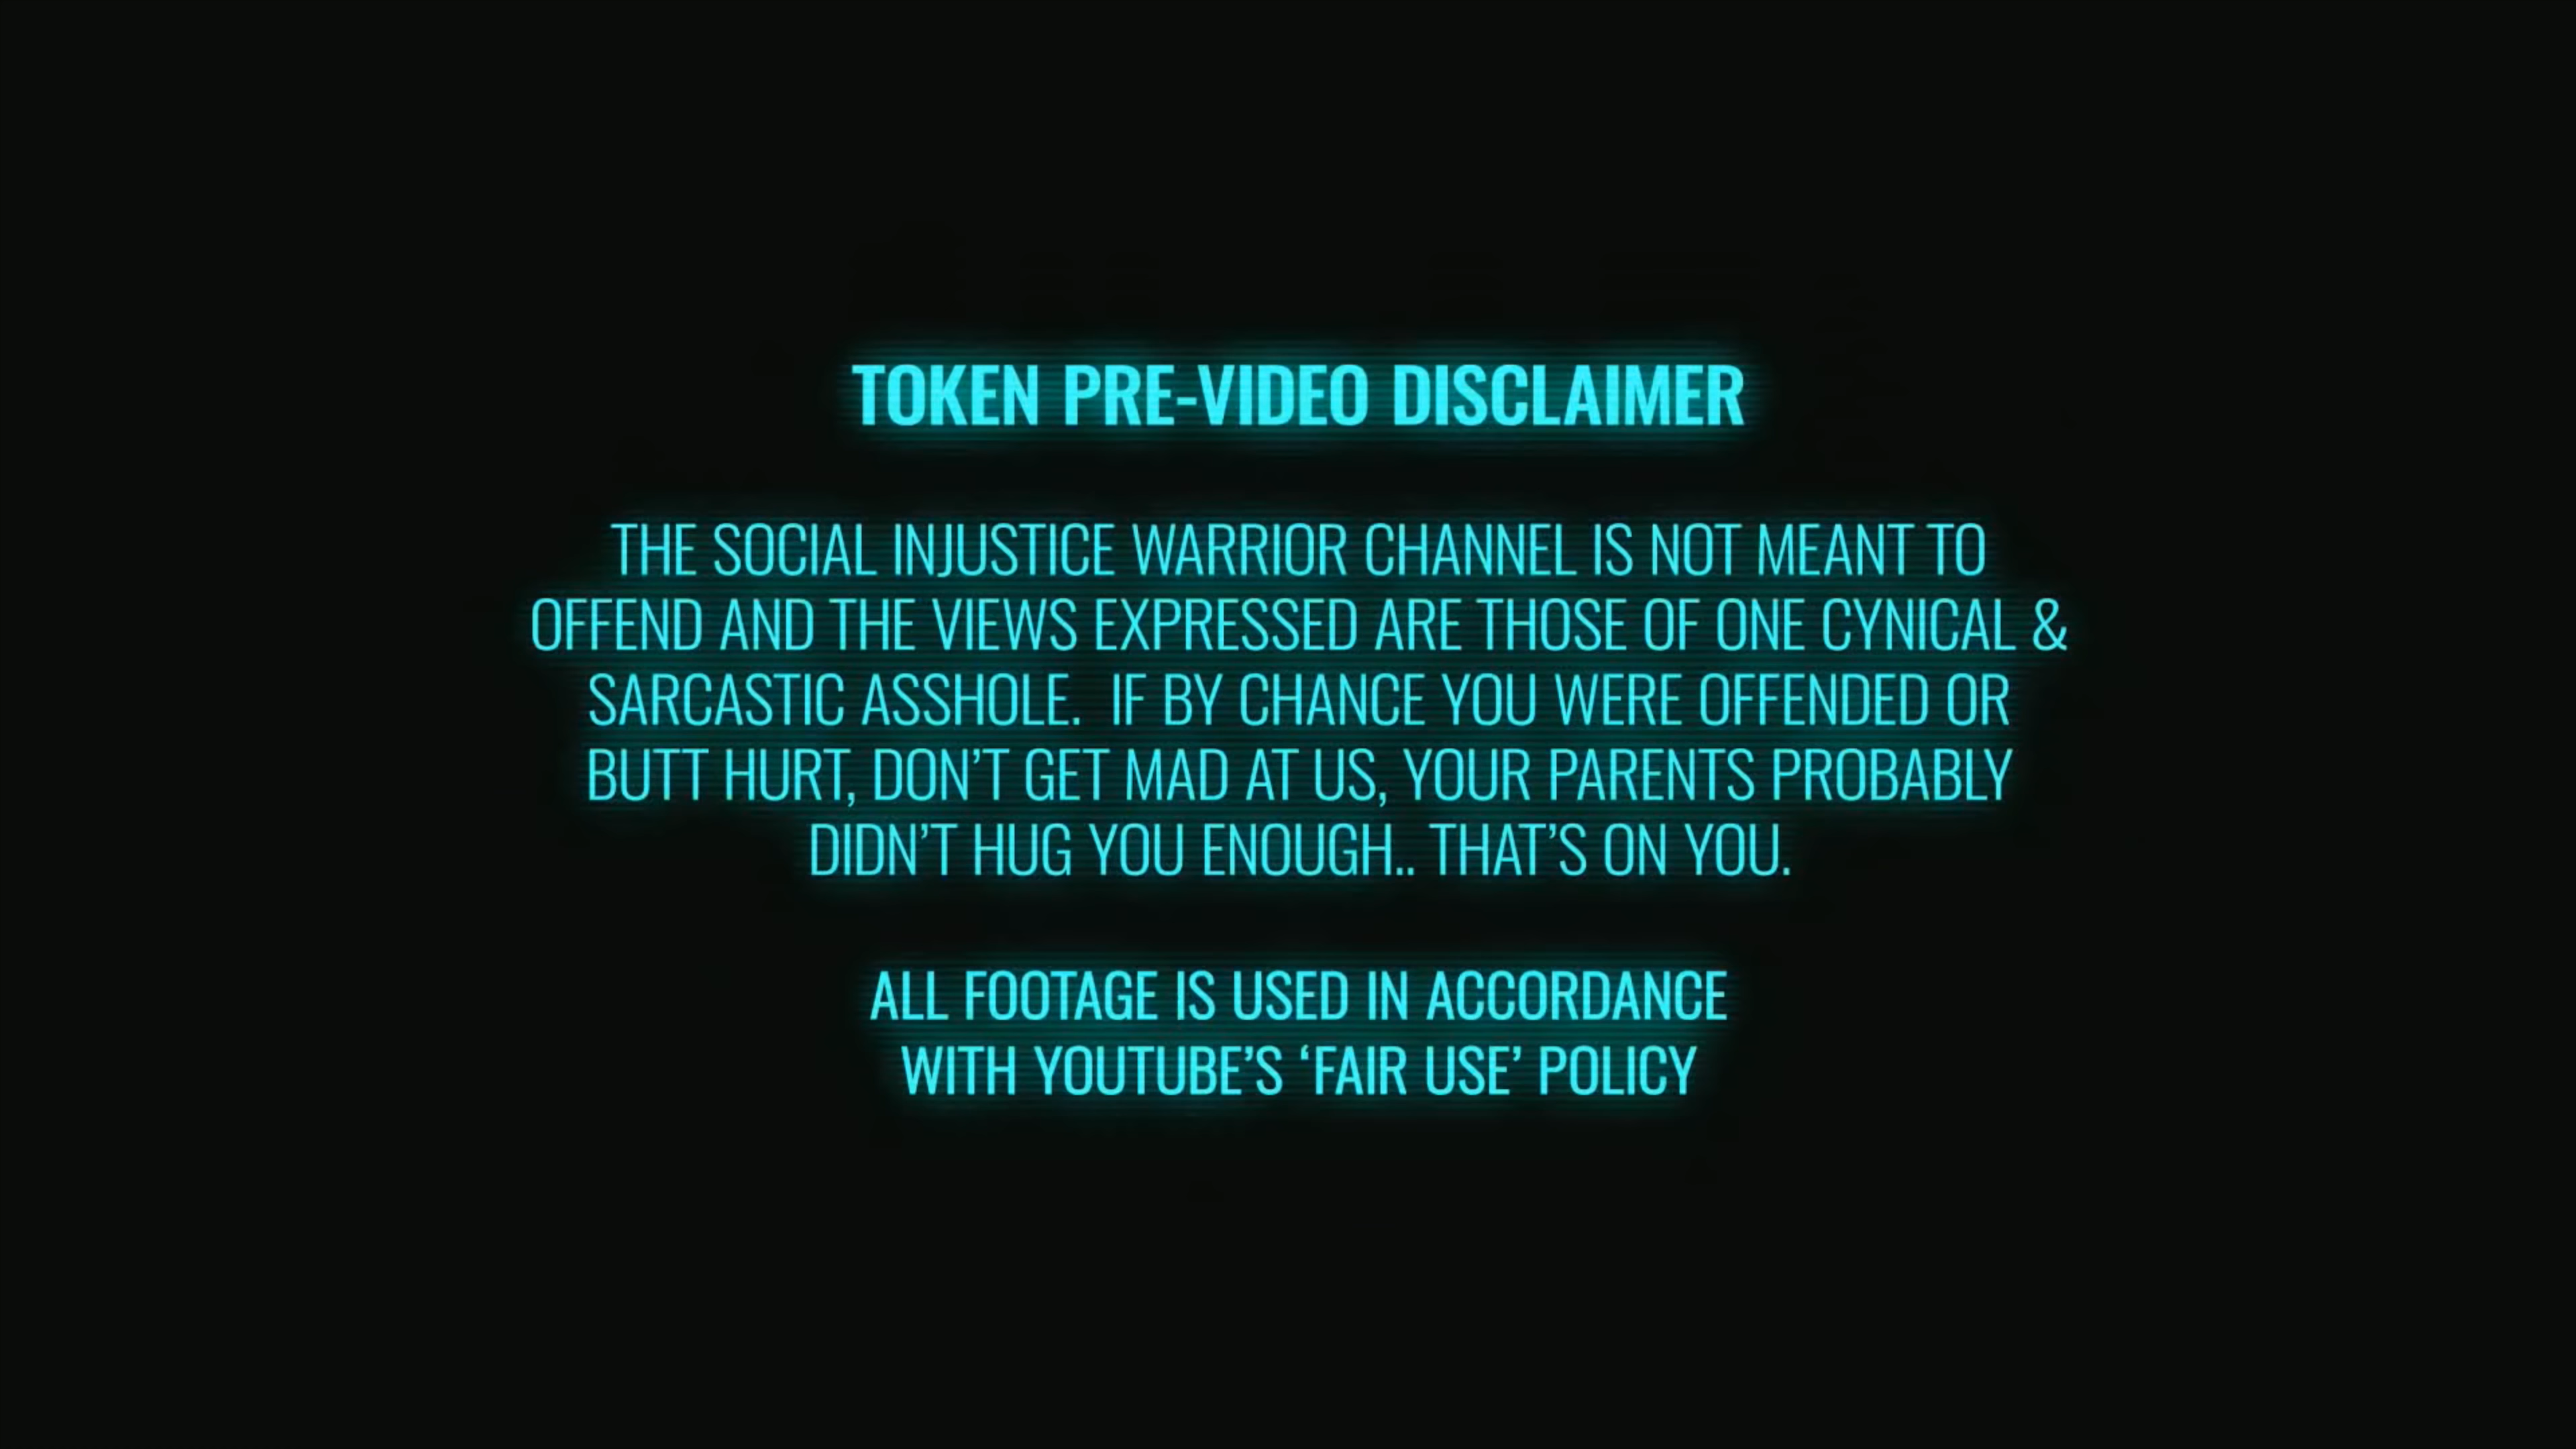 TOKEN PRE-VIDEO DISCLAIMER
THE SOCIAL INJUSTICE WARRIOR CHANNEL IS NOT MEANT TO
OFFEND AND THE VIEWS EXPRESSED ARE THOSE OF ONE CYNICAL &
SARCASTIC ASSHOLE.  IF BY CHANCE YOU WERE OFFENDED OR
BUTT HURT, DON’T GET MAD AT US, YOUR PARENTS PROBABLY
DIDN’T HUG YOU ENOUGH.. THAT’S ON YOU.
ALL FOOTAGE IS USED IN ACCORDANCE
WITH YOUTUBE’S ‘FAIR USE’ POLICY